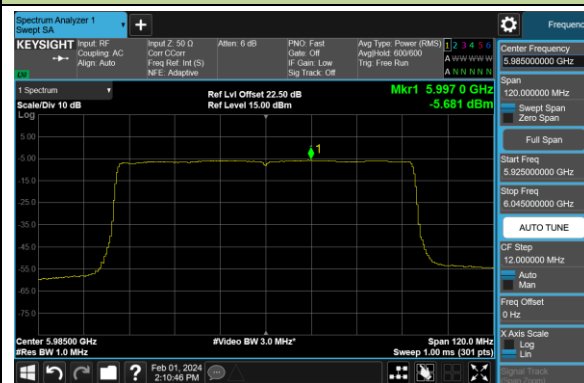 Spectrum Analyzer 1
Swept SA
Frequency
KEYSIGHT
Input: RF
Coupling: AC
Align: Auto
Input Z: 50 Ω
Corr CCorr
Freq Ref: Int (S)
NFE: Adaptive
Atten: 6 dB
PNO: Fast
Gate: Off
IF Gain: Low
Sig Track: Off
Avg Type: Power (RMS)
Avg|Hold: 600/600
Trig: Free Run
1 2 3 4 5 6
A W W W W W
A N N N N N
LXI
1 Spectrum
Scale/Div 10 dB
Log
Ref Lvl Offset 22.50 dB
Ref Level 15.00 dBm
Mkr1 5.997 0 GHz
-5.681 dBm
1
5.00
-5.00
-15.0
-25.0
-35.0
-45.0
-55.0
-65.0
-75.0
Center 5.98500 GHz
#Res BW 1.0 MHz
#Video BW 3.0 MHz*
Span 120.0 MHz
Sweep 1.00 ms (301 pts)
Center Frequency
5.985000000 GHz
Span
120.000000 MHz
Swept Span
Zero Span
Full Span
Start Freq
5.925000000 GHz
Stop Freq
6.045000000 GHz
AUTO TUNE
CF Step
12.000000 MHz
Auto
Man
Freq Offset
0 Hz
X Axis Scale
Log
Lin
Signal Track
(Span Zoom)
Feb 01, 2024
2:10:46 PM